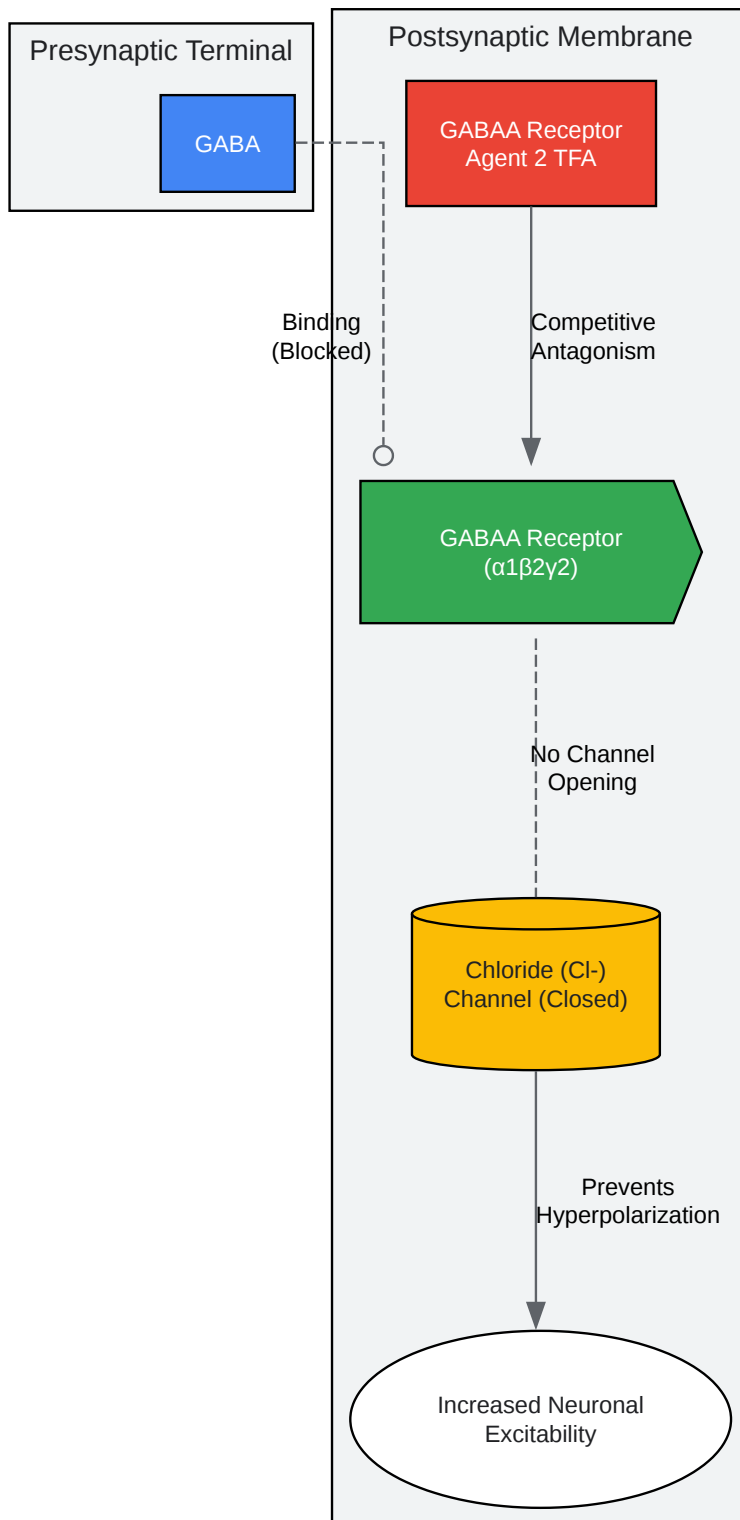 Presynaptic Terminal
GABA
Postsynaptic Membrane
GABAA Receptor
Agent 2 TFA
Binding
(Blocked)
Competitive
Antagonism
GABAA Receptor
(α1β2γ2)
No Channel
Opening
Chloride (Cl-)
Channel (Closed)
Prevents
Hyperpolarization
Increased Neuronal
Excitability